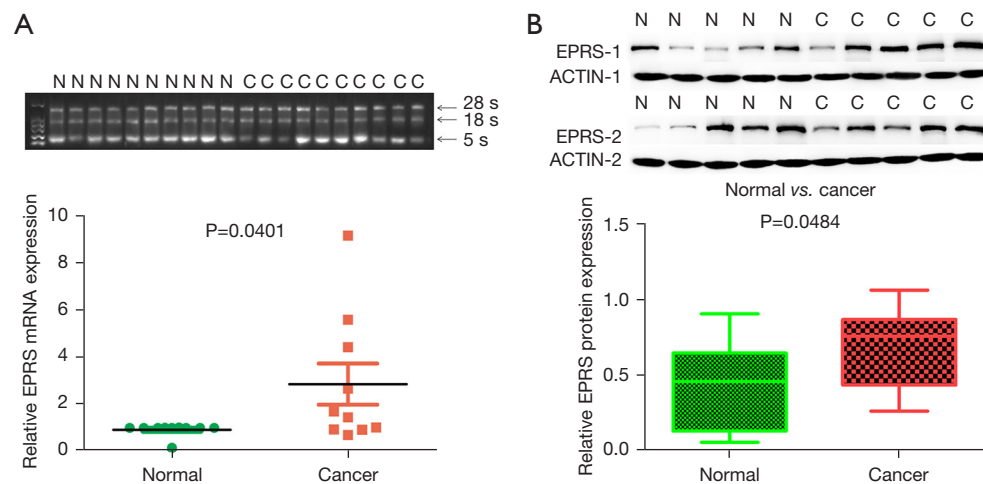 A
N N N N N N N N N N C C C C C C C C C C
28 s
18 s
5 s
Relative EPRS mRNA expression
10
8
6
4
2
0
P=0.0401
Normal Cancer
B
N N N N N C C C C C
EPRS-1
ACTIN-1
N N N N N C C C C C
EPRS-2
ACTIN-2
Normal vs. cancer
P=0.0484
Relative EPRS protein expression
1.5
1.0
0.5
0.0
Normal Cancer